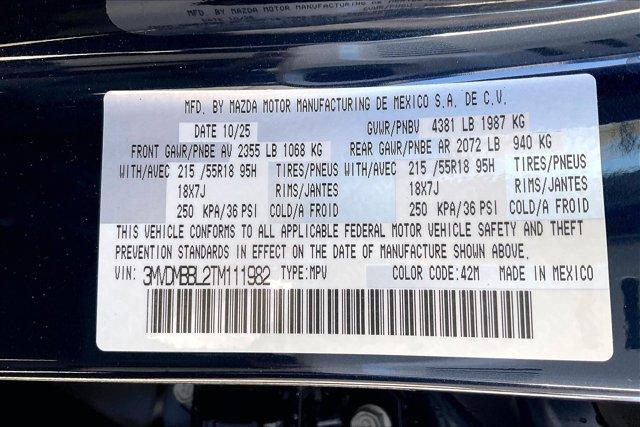 MFD. BY MAZDA MOTOR MANUFACTURING DE MEXICO S.A. DE C.V.
DATE 10/25 GVWR/PNBV 4381 LB 1987 KG
FRONT GAWR/PNBE AV 2355 LB 1068 KG REAR GAWR/PNBE AR 2072 LB 940 KG
WITH/AVEC 215 /55R18 95H TIRES/PNEUS WITH/AVEC 215 /55R18 95H TIRES/PNEUS
18X7J RIMS/JANTES 18X7J RIMS/JANTES
250 KPA/36 PSI COLD/A FROID 250 KPA/36 PSI COLD/A FROID
THIS VEHICLE CONFORMS TO ALL APPLICABLE FEDERAL MOTOR VEHICLE SAFETY AND THEFT
PREVENTION STANDARDS IN EFFECT ON THE DATE OF MANUFACTURE SHOWN ABOVE.
VIN: 3MVDMBBL2TM111982 TYPE:MPV COLOR CODE:42M MADE IN MEXICO